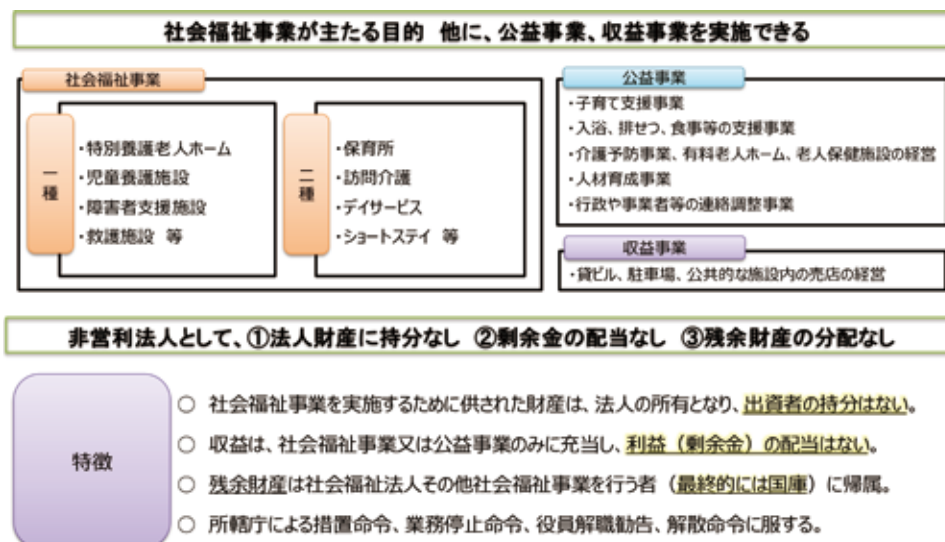 社会福祉事業が主たる目的 他に、公益事業、収益事業を実施できる
社会福祉事業
一種
・特別養護老人ホーム
・児童養護施設
・障害者支援施設
・救護施設 等
二種
・保育所
・訪問介護
・デイサービス
・ショートステイ 等
公益事業
・子育て支援事業
・入浴、排せつ、食事等の支援事業
・介護予防事業、有料老人ホーム、老人保健施設の経営
・人材育成事業
・行政や事業者等の連絡調整事業
収益事業
・貸ビル、駐車場、公共的な施設内の売店の経営
非営利法人として、①法人財産に持分なし ②剰余金の配当なし ③残余財産の分配なし
特徴
○ 社会福祉事業を実施するために供された財産は、法人の所有となり、出資者の持分はない。
○ 収益は、社会福祉事業又は公益事業のみに充当し、利益（剰余金）の配当はない。
○ 残余財産は社会福祉法人その他社会福祉事業を行う者（最終的には国庫）に帰属。
○ 所轄庁による措置命令、業務停止命令、役員解職勧告、解散命令に服する。